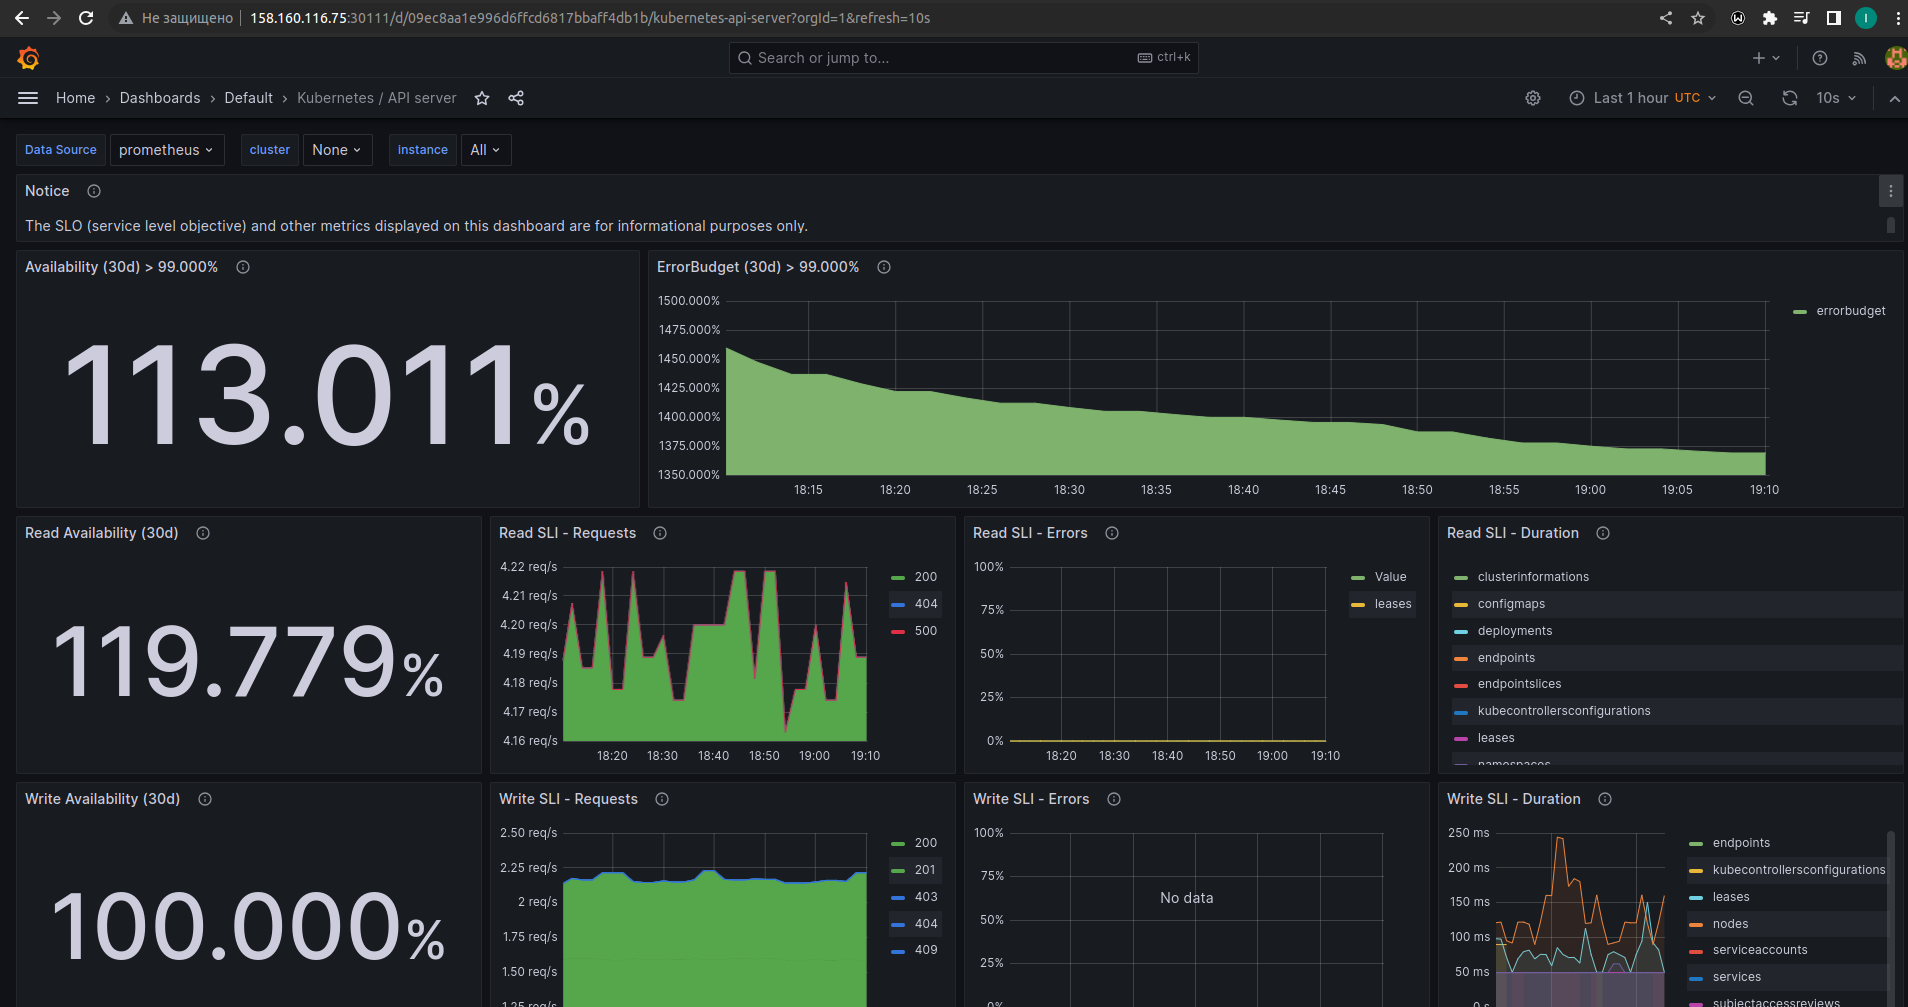 Не защищено 158.160.116.75:30111/d/09ec8aa1e996d6ffcd6817bbaff4db1b/kubernetes-api-server?orgId=1&refresh=10s
I
Search or jump to... ctrl+k
Home › Dashboards › Default › Kubernetes / API server
Last 1 hour UTC
10s
Data Source prometheus cluster None instance All
Notice
The SLO (service level objective) and other metrics displayed on this dashboard are for informational purposes only.
Availability (30d) > 99.000%
113.011%
ErrorBudget (30d) > 99.000%
1500.000%
1475.000%
1450.000%
1425.000%
1400.000%
1375.000%
1350.000%
18:15 18:20 18:25 18:30 18:35 18:40 18:45 18:50 18:55 19:00 19:05 19:10
errorbudget
Read Availability (30d)
119.779%
Read SLI - Requests
4.22 req/s
4.21 req/s
4.20 req/s
4.19 req/s
4.18 req/s
4.17 req/s
4.16 req/s
18:20 18:30 18:40 18:50 19:00 19:10
200
404
500
Read SLI - Errors
100%
75%
50%
25%
0%
18:20 18:30 18:40 18:50 19:00 19:10
Value
leases
Read SLI - Duration
clusterinformations
configmaps
deployments
endpoints
endpointslices
kubecontrollersconfigurations
leases
namespaces
Write Availability (30d)
100.000%
Write SLI - Requests
2.50 req/s
2.25 req/s
2 req/s
1.75 req/s
1.50 req/s
1.25 req/s
200
201
403
404
409
Write SLI - Errors
100%
75%
50%
25%
0%
No data
Write SLI - Duration
250 ms
200 ms
150 ms
100 ms
50 ms
0 s
endpoints
kubecontrollersconfigurations
leases
nodes
serviceaccounts
services
subjectaccessreviews